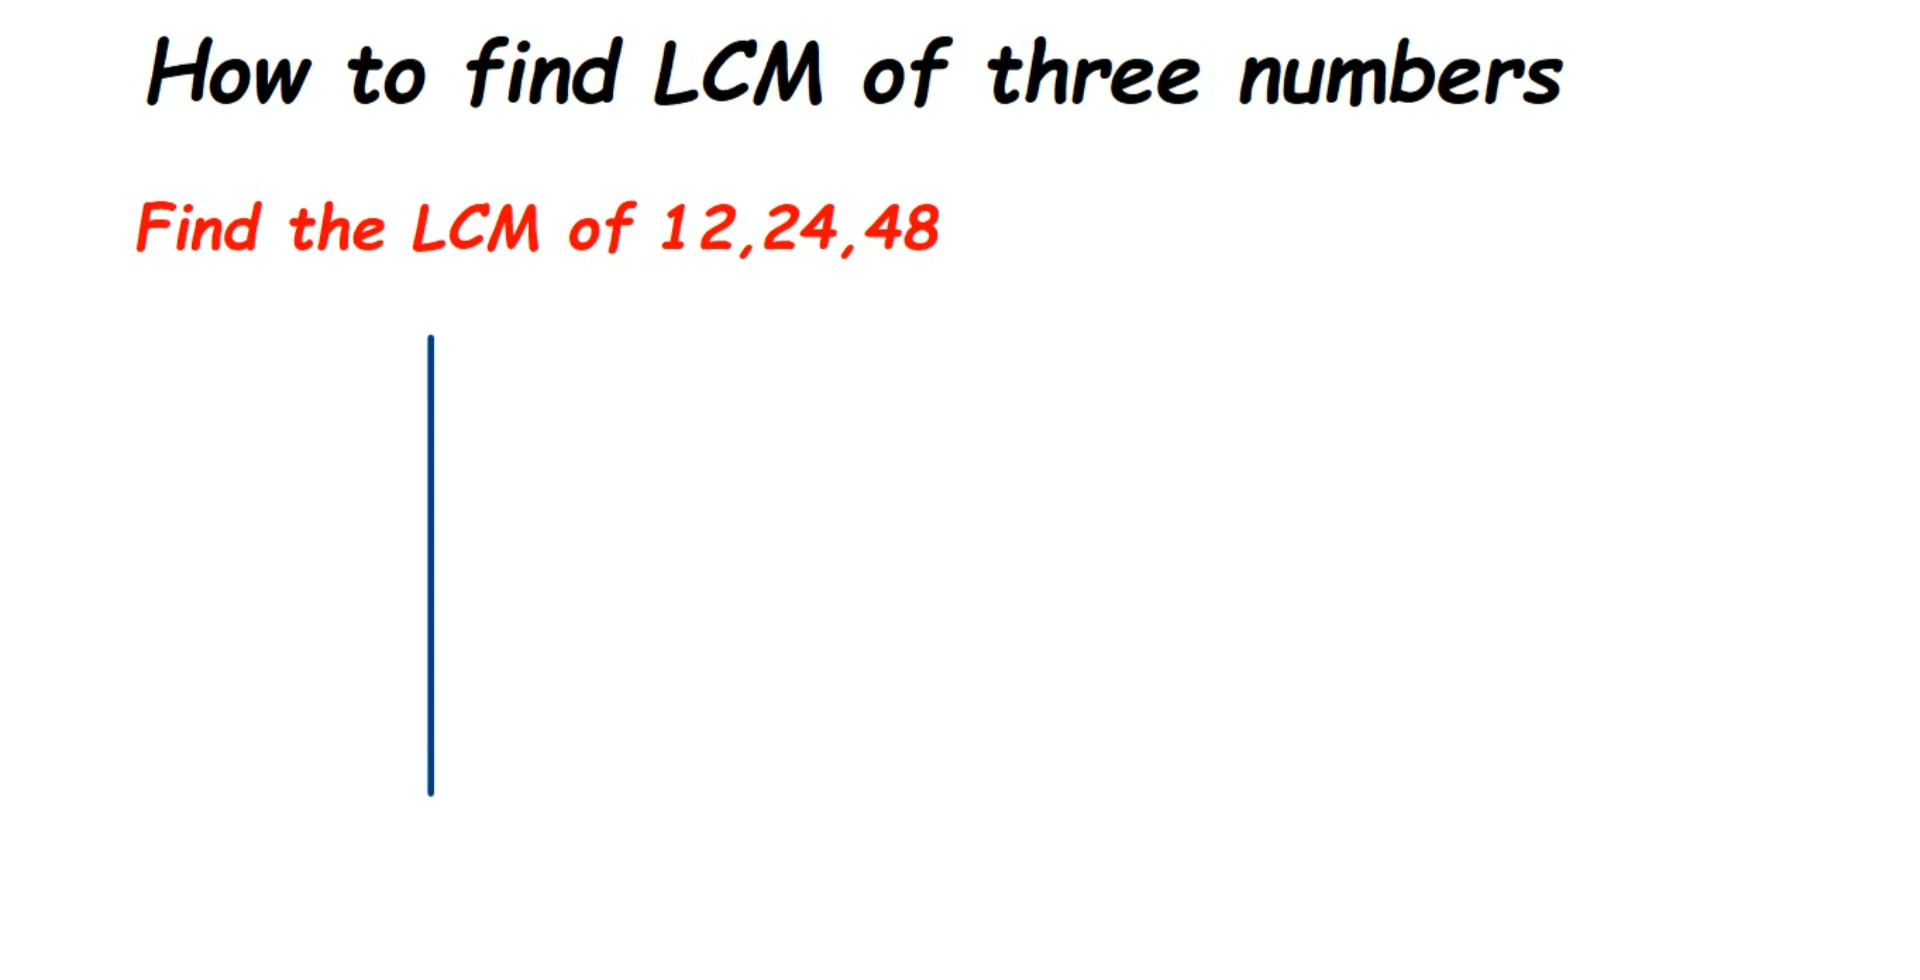 How to find LCM of three numbers
Find the LCM of 12,24,48